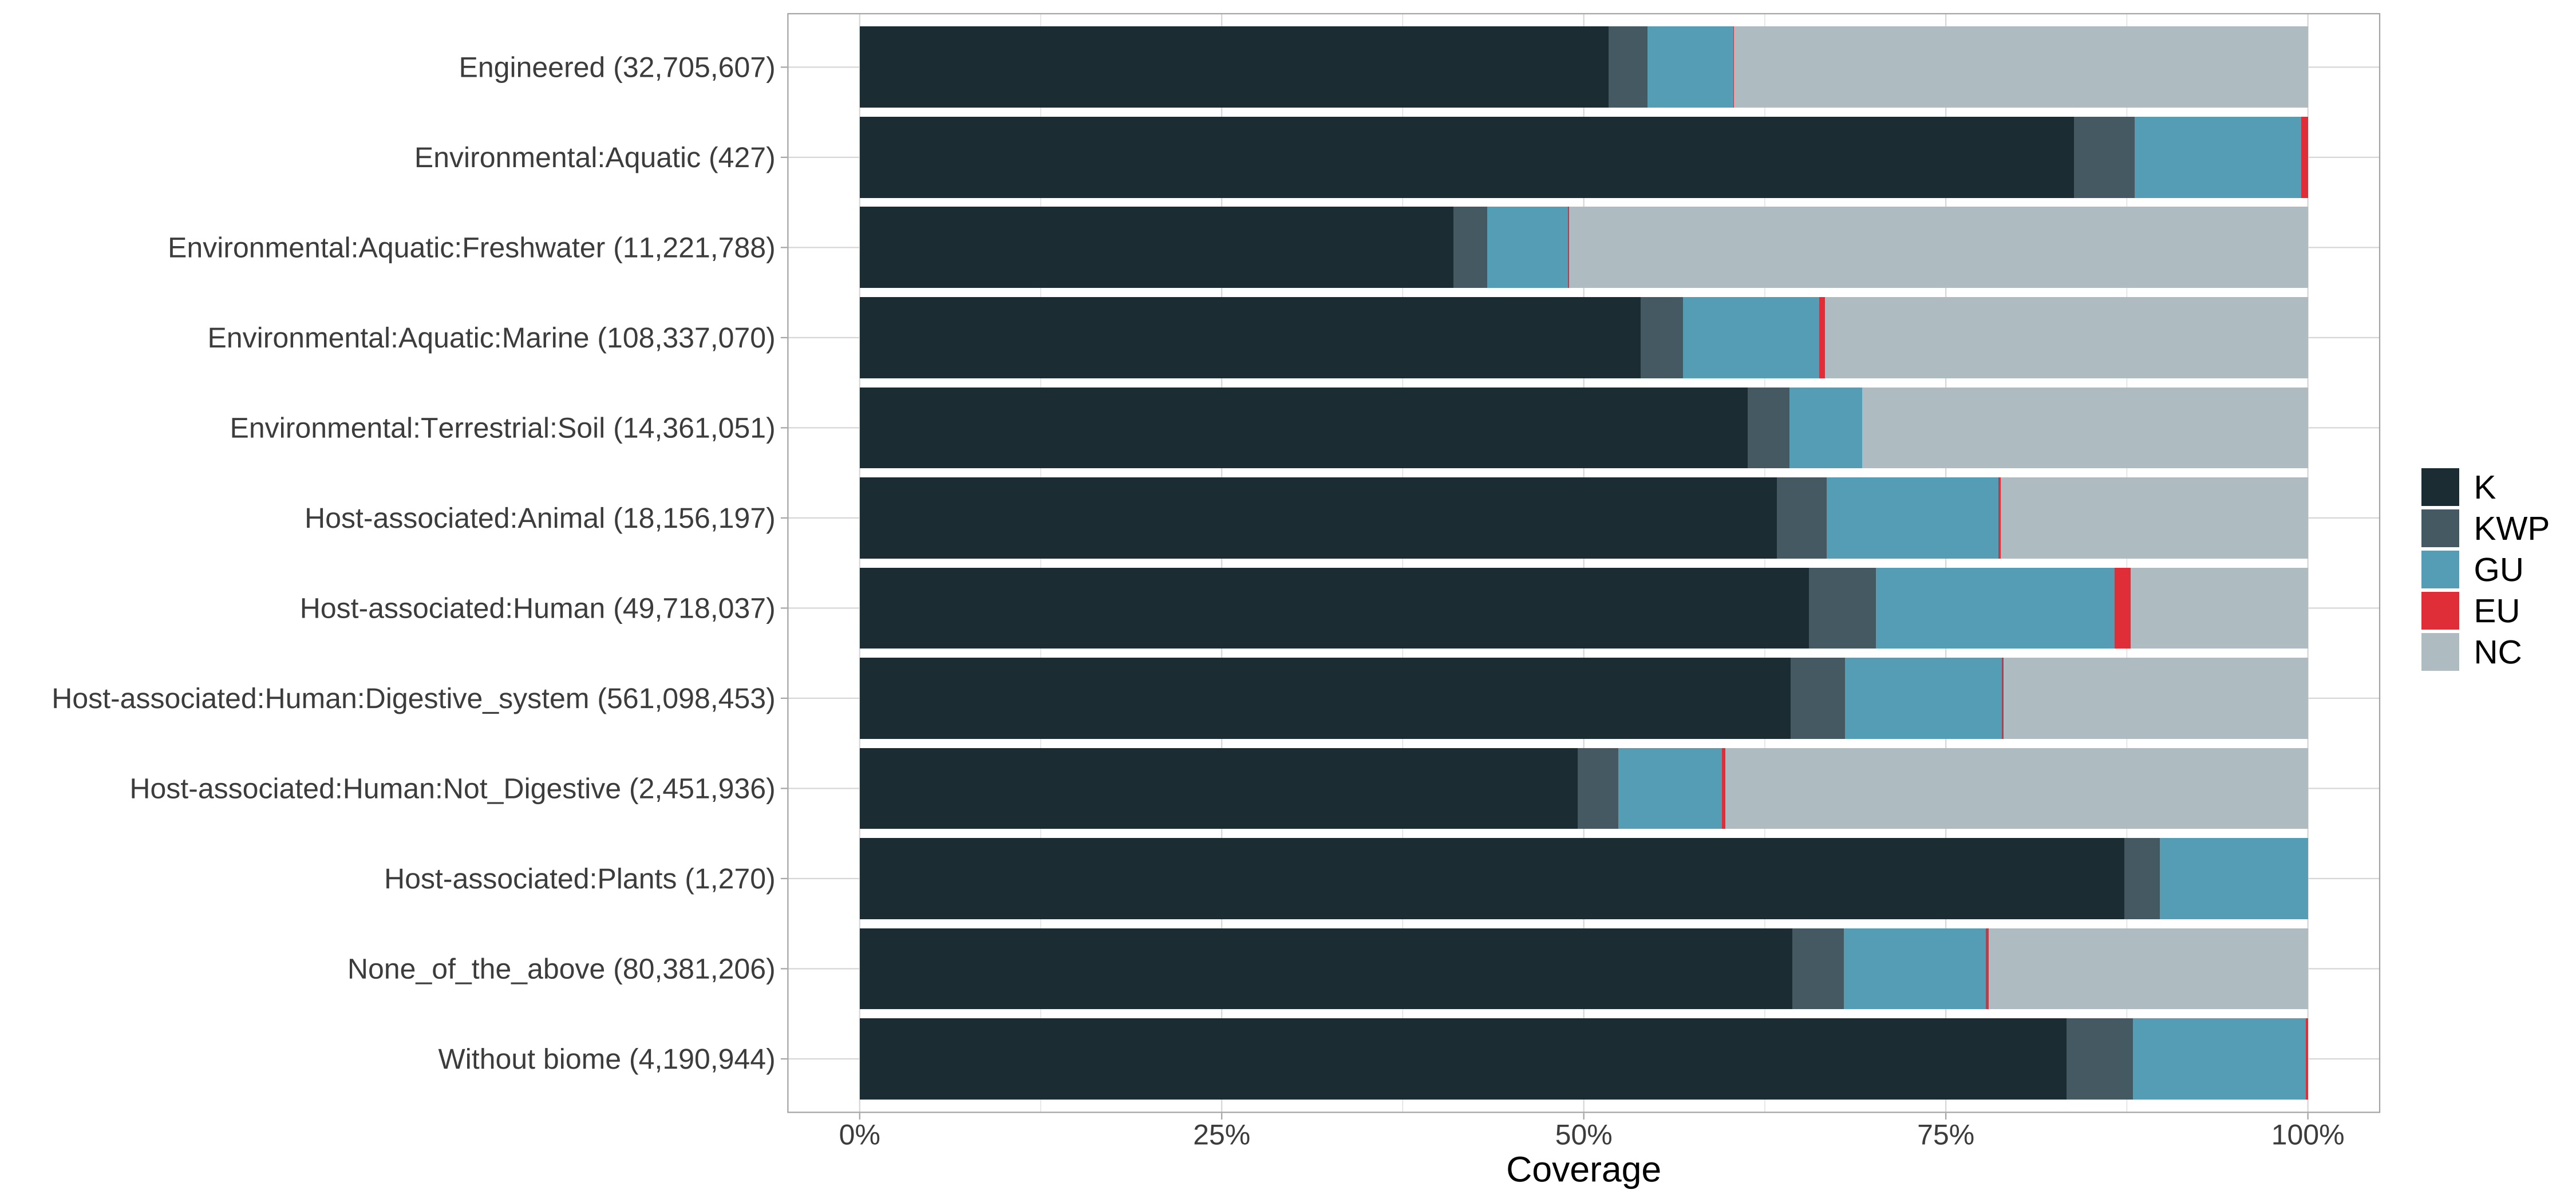 Engineered (32,705,607)
Environmental:Aquatic (427)
Environmental:Aquatic:Freshwater (11,221,788)
Environmental:Aquatic:Marine (108,337,070)
Environmental:Terrestrial:Soil (14,361,051)
Host-associated:Animal (18,156,197)
Host-associated:Human (49,718,037)
Host-associated:Human:Digestive_system (561,098,453)
Host-associated:Human:Not_Digestive (2,451,936)
Host-associated:Plants (1,270)
None_of_the_above (80,381,206)
Without biome (4,190,944)
0% 25% 50% 75% 100%
Coverage
K
KWP
GU
EU
NC